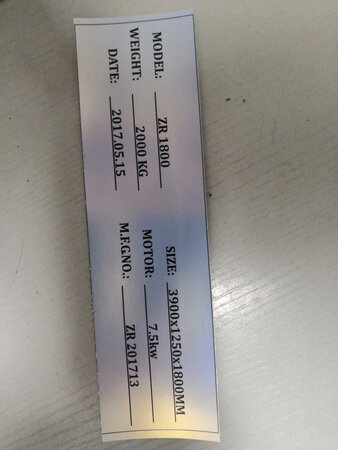 MODEL: ZR 1800
WEIGHT: 2000 KG
DATE: 2017.05.15
SIZE: 3900x1250x1800MM
MOTOR: 7.5kw
M.F.G.NO.: ZR 201713